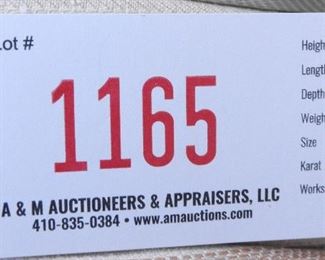 Lot #
1165
A & M AUCTIONEERS & APPRAISERS, LLC
410-835-0384 • www.amauctions.com
Heigh
Length
Depth
Weigh
Size
Karat
Works